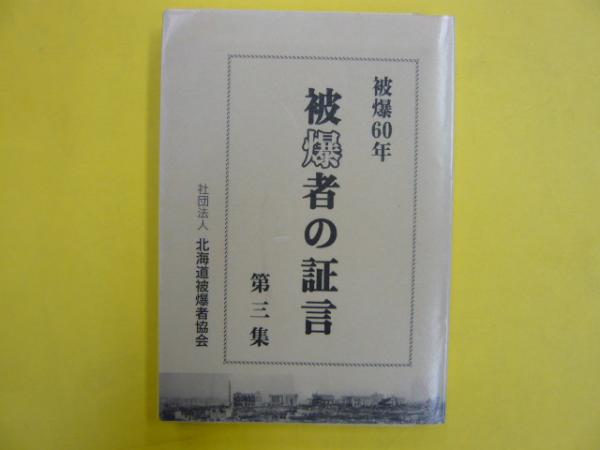 被爆60年
被爆者の証言
第三集
社団法人 北海道被爆者協会